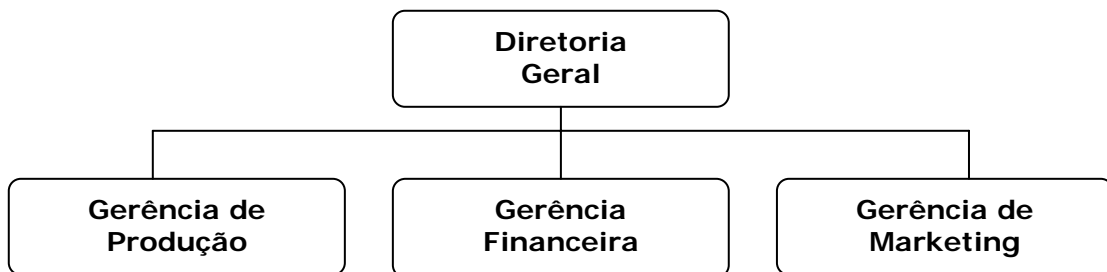 Diretoria
Geral
Gerência de
Produção
Gerência
Financeira
Gerência de
Marketing